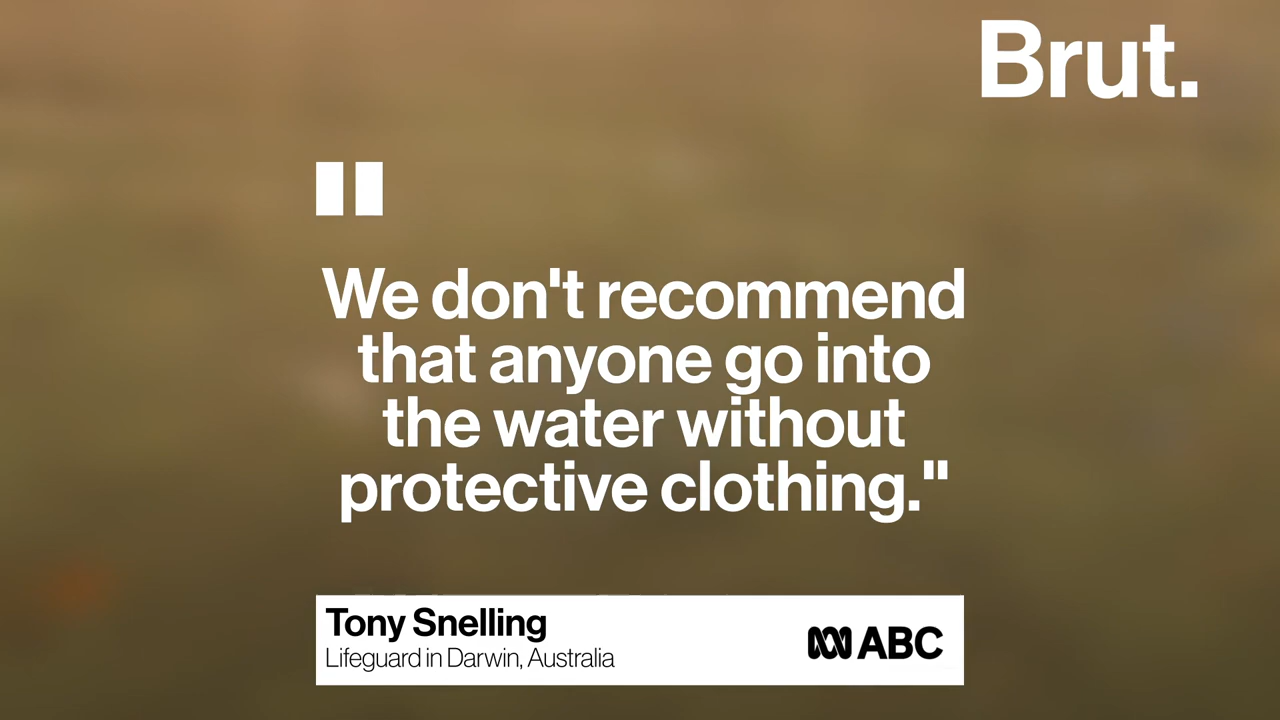 Brut.
"
We don't recommend
that anyone go into
the water without
protective clothing."
Tony Snelling
Lifeguard in Darwin, Australia
ABC